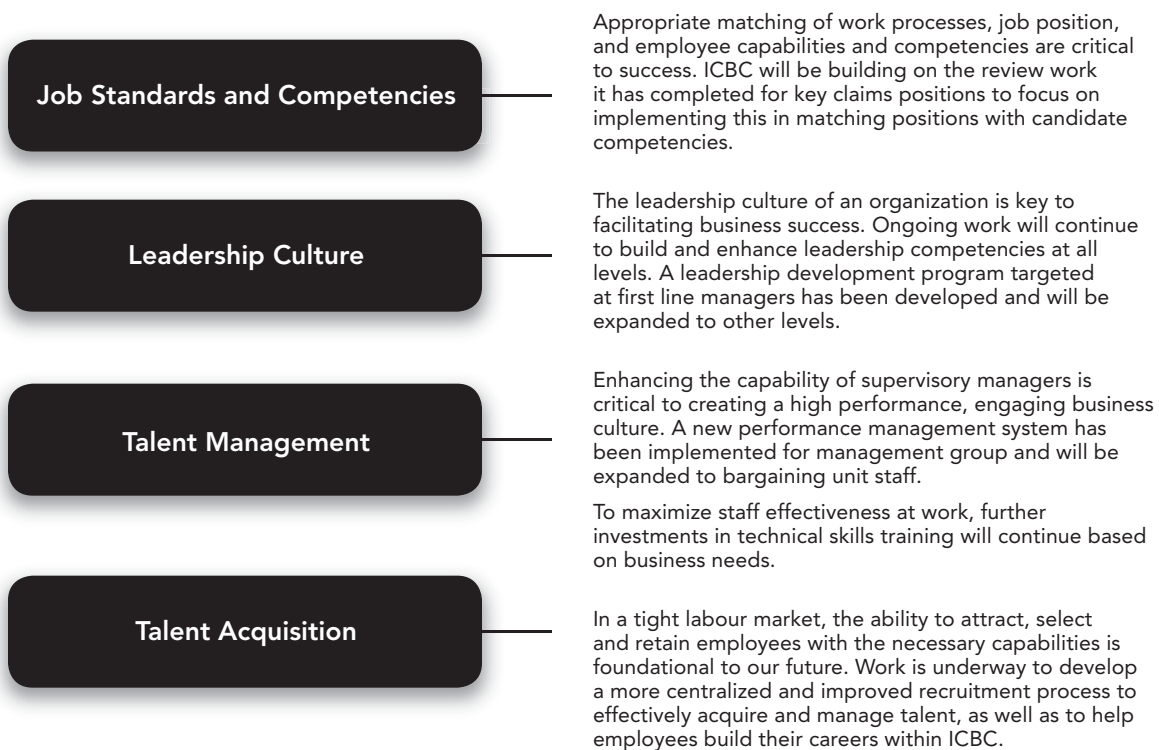 Job Standards and Competencies
Appropriate matching of work processes, job position,
and employee capabilities and competencies are critical
to success. ICBC will be building on the review work
it has completed for key claims positions to focus on
implementing this in matching positions with candidate
competencies.
Leadership Culture
The leadership culture of an organization is key to
facilitating business success. Ongoing work will continue
to build and enhance leadership competencies at all
levels. A leadership development program targeted
at first line managers has been developed and will be
expanded to other levels.
Talent Management
Enhancing the capability of supervisory managers is
critical to creating a high performance, engaging business
culture. A new performance management system has
been implemented for management group and will be
expanded to bargaining unit staff.
To maximize staff effectiveness at work, further
investments in technical skills training will continue based
on business needs.
Talent Acquisition
In a tight labour market, the ability to attract, select
and retain employees with the necessary capabilities is
foundational to our future. Work is underway to develop
a more centralized and improved recruitment process to
effectively acquire and manage talent, as well as to help
employees build their careers within ICBC.